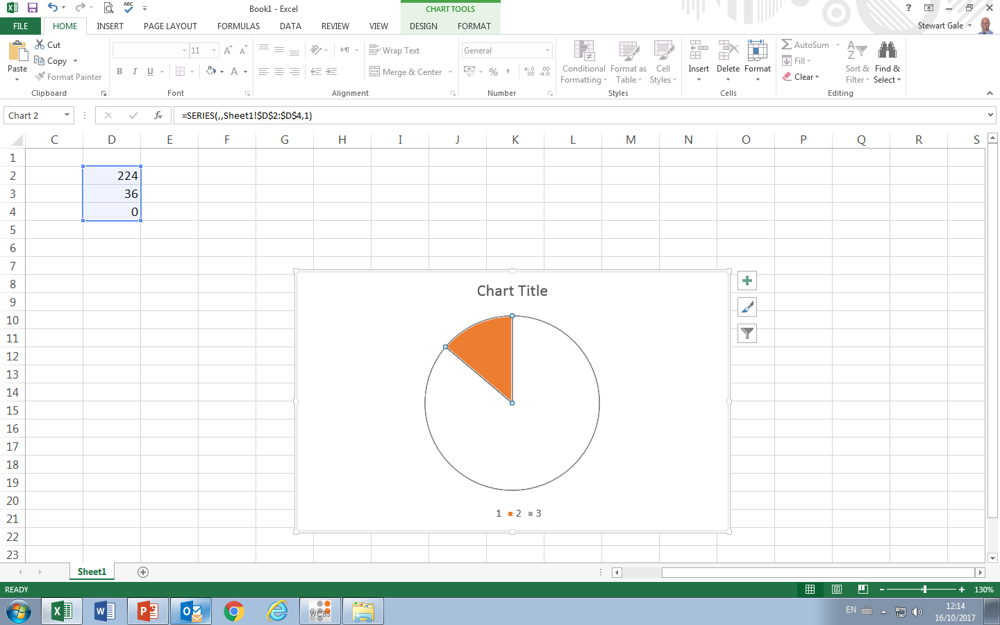 ABC
Book1 - Excel
CHART TOOLS
?
FILE HOME INSERT PAGE LAYOUT FORMULAS DATA REVIEW VIEW DESIGN FORMAT
Stewart Gale
Paste
Cut
Copy
Format Painter
Clipboard
11 A A
B I U A
Font
Wrap Text
Merge & Center
Alignment
General
% , .0 .00
Number
Conditional Formatting
Format as Table
Cell Styles
Styles
Insert Delete Format
Cells
AutoSum
Fill
Clear
Sort & Filter
Find & Select
Editing
Chart 2
fx
=SERIES(,,Sheet1!$D$2:$D$4,1)
C D E F G H I J K L M N O P Q R S
1
2 224
3 36
4 0
5
6
7
8
9
10
11
12
13
14
15
16
17
18
19
20
21
22
23
Chart Title
1 2 3
Sheet1
READY
130%
EN
WCBS
12:14
16/10/2017